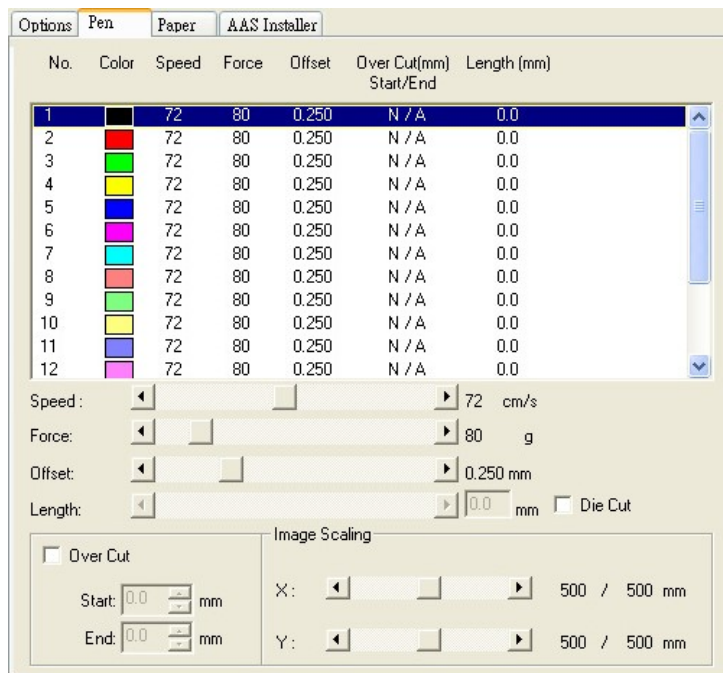 Options Pen Paper AAS Installer
No. Color Speed Force Offset Over Cut(mm) Length (mm)
Start/End
1 72 80 0.250 N / A 0.0
2 72 80 0.250 N / A 0.0
3 72 80 0.250 N / A 0.0
4 72 80 0.250 N / A 0.0
5 72 80 0.250 N / A 0.0
6 72 80 0.250 N / A 0.0
7 72 80 0.250 N / A 0.0
8 72 80 0.250 N / A 0.0
9 72 80 0.250 N / A 0.0
10 72 80 0.250 N / A 0.0
11 72 80 0.250 N / A 0.0
12 72 80 0.250 N / A 0.0
Speed : 72 cm/s
Force: 80 g
Offset: 0.250 mm
Length: 0.0 mm Die Cut
Image Scaling
Over Cut
X : 500 / 500 mm
Start: 0.0 mm
End: 0.0 mm
Y : 500 / 500 mm